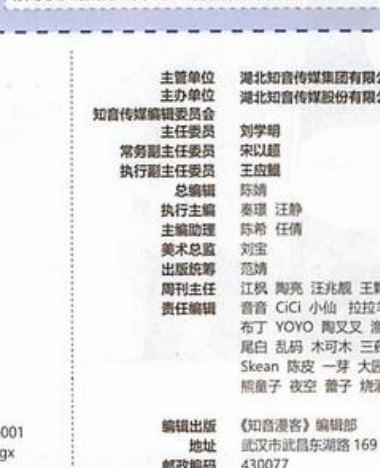 主管单位 湖北知音传媒集团有限
主办单位 湖北知音传媒股份有限
知音传媒编辑委员会
主任委员 刘学明
常务副主任委员 宋以超
执行副主任委员 王应鲲
总编辑 陈婧
执行主编 秦璟 汪静
主编助理 陈希 任倩
美术总监 刘宝
出版统筹 范婧
周刊主任 江枫 陶亮 汪兆靓
责任编辑 音音 CiCi 小仙 拉拉
布丁 YOYO 陶叉叉
尾白 乱码 木可木
Skean 陈皮 一芽
熊童子 夜空 蕾子
0001
gx
编辑出版 《知音漫客》编辑部
地址 武汉市武昌东湖路 169
邮政编码 430077